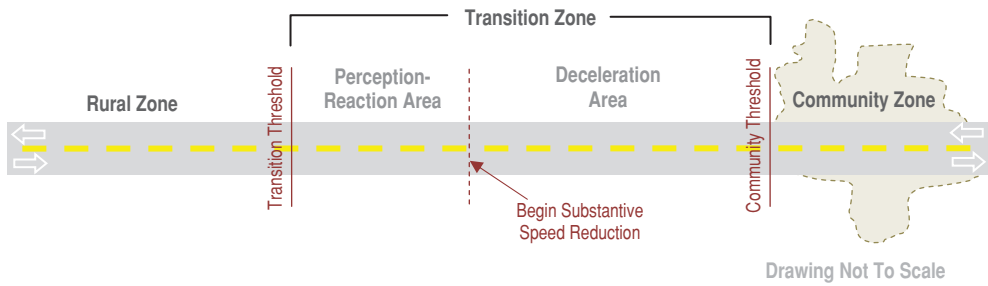 Transition Zone
Rural Zone
Transition Threshold
Perception-
Reaction Area
Deceleration
Area
Community Threshold
Community Zone
Begin Substantive
Speed Reduction
Drawing Not To Scale